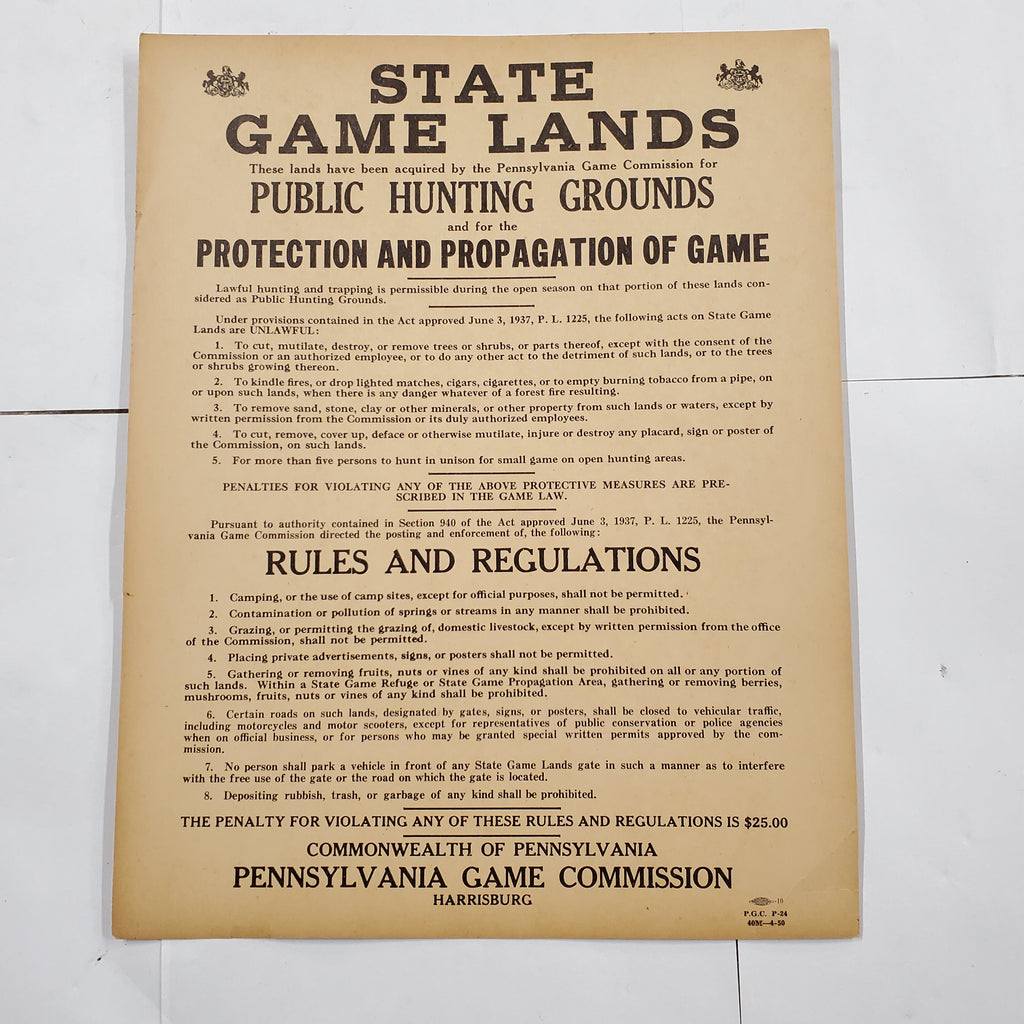 STATE
GAME LANDS
These lands have been acquired by the Pennsylvania Game Commission for
PUBLIC HUNTING GROUNDS
and for the
PROTECTION AND PROPAGATION OF GAME
Lawful hunting and trapping is permissible during the open season on that portion of these lands con-
sidered as Public Hunting Grounds.
Under provisions contained in the Act approved June 3, 1937, P. L. 1225, the following acts on State Game
Lands are UNLAWFUL:
1. To cut, mutilate, destroy, or remove trees or shrubs, or parts thereof, except with the consent of the
Commission or an authorized employee, or to do any other act to the detriment of such lands, or to the trees
or shrubs growing thereon.
2. To kindle fires, or drop lighted matches, cigars, cigarettes, or to empty burning tobacco from a pipe, on
or upon such lands, when there is any danger whatever of a forest fire resulting.
3. To remove sand, stone, clay or other minerals, or other property from such lands or waters, except by
written permission from the Commission or its duly authorized employees.
4. To cut, remove, cover up, deface or otherwise mutilate, injure or destroy any placard, sign or poster of
the Commission, on such lands.
5. For more than five persons to hunt in unison for small game on open hunting areas.
PENALTIES FOR VIOLATING ANY OF THE ABOVE PROTECTIVE MEASURES ARE PRE-
SCRIBED IN THE GAME LAW.
Pursuant to authority contained in Section 940 of the Act approved June 3, 1937, P. L. 1225, the Pennsyl-
vania Game Commission directed the posting and enforcement of, the following:
RULES AND REGULATIONS
1. Camping, or the use of camp sites, except for official purposes, shall not be permitted.
2. Contamination or pollution of springs or streams in any manner shall be prohibited.
3. Grazing, or permitting the grazing of, domestic livestock, except by written permission from the office
of the Commission, shall not be permitted.
4. Placing private advertisements, signs, or posters shall not be permitted.
5. Gathering or removing fruits, nuts or vines of any kind shall be prohibited on all or any portion of
such lands. Within a State Game Refuge or State Game Propagation Area, gathering or removing berries,
mushrooms, fruits, nuts or vines of any kind shall be prohibited.
6. Certain roads on such lands, designated by gates, signs, or posters, shall be closed to vehicular traffic,
including motorcycles and motor scooters, except for representatives of public conservation or police agencies
when on official business, or for persons who may be granted special written permits approved by the com-
mission.
7. No person shall park a vehicle in front of any State Game Lands gate in such a manner as to interfere
with the free use of the gate or the road on which the gate is located.
8. Depositing rubbish, trash, or garbage of any kind shall be prohibited.
THE PENALTY FOR VIOLATING ANY OF THESE RULES AND REGULATIONS IS $25.00
COMMONWEALTH OF PENNSYLVANIA
PENNSYLVANIA GAME COMMISSION
HARRISBURG
10
P.G.C. P-24
40M—4-50